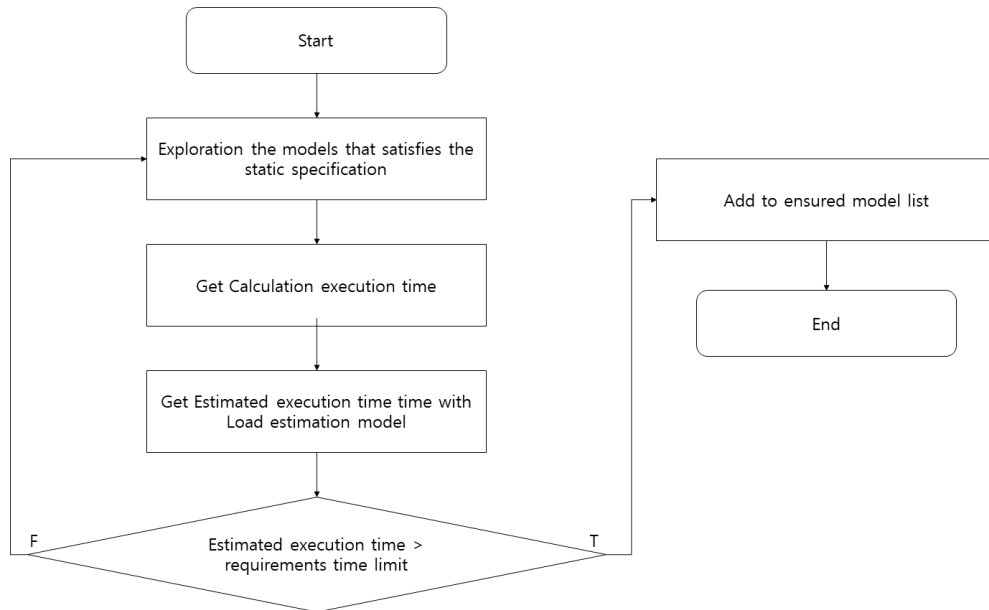 Start
Exploration the models that satisfies the
static specification
Get Calculation execution time
Get Estimated execution time time with
Load estimation model
F
Estimated execution time >
requirements time limit
T
Add to ensured model list
End